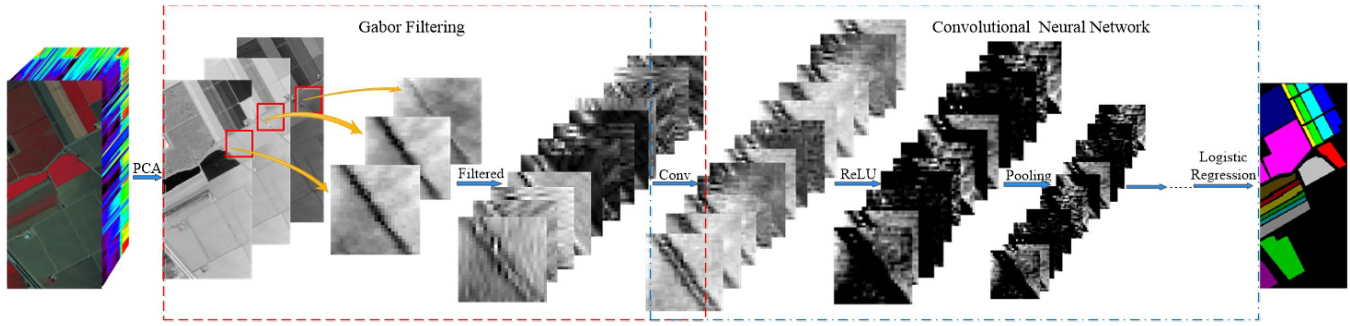 Gabor Filtering
Convolutional Neural Network
PCA
Filtered
Conv
ReLU
Pooling
Logistic
Regression